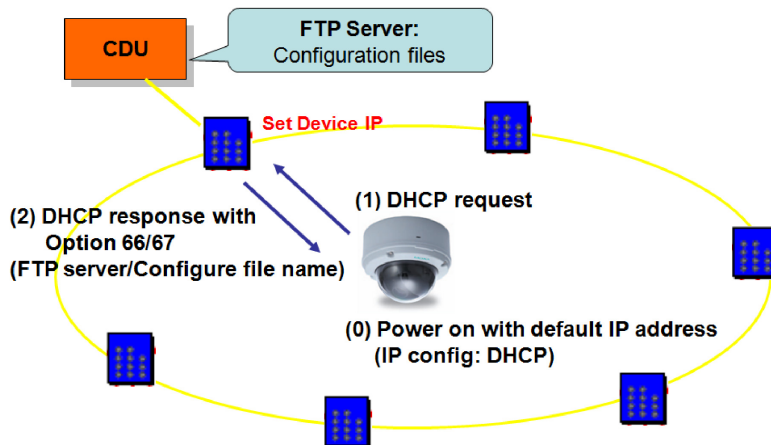 CDU
FTP Server:
Configuration files
Set Device IP
(1) DHCP request
(2) DHCP response with
Option 66/67
(FTP server/Configure file name)
(0) Power on with default IP address
(IP config: DHCP)